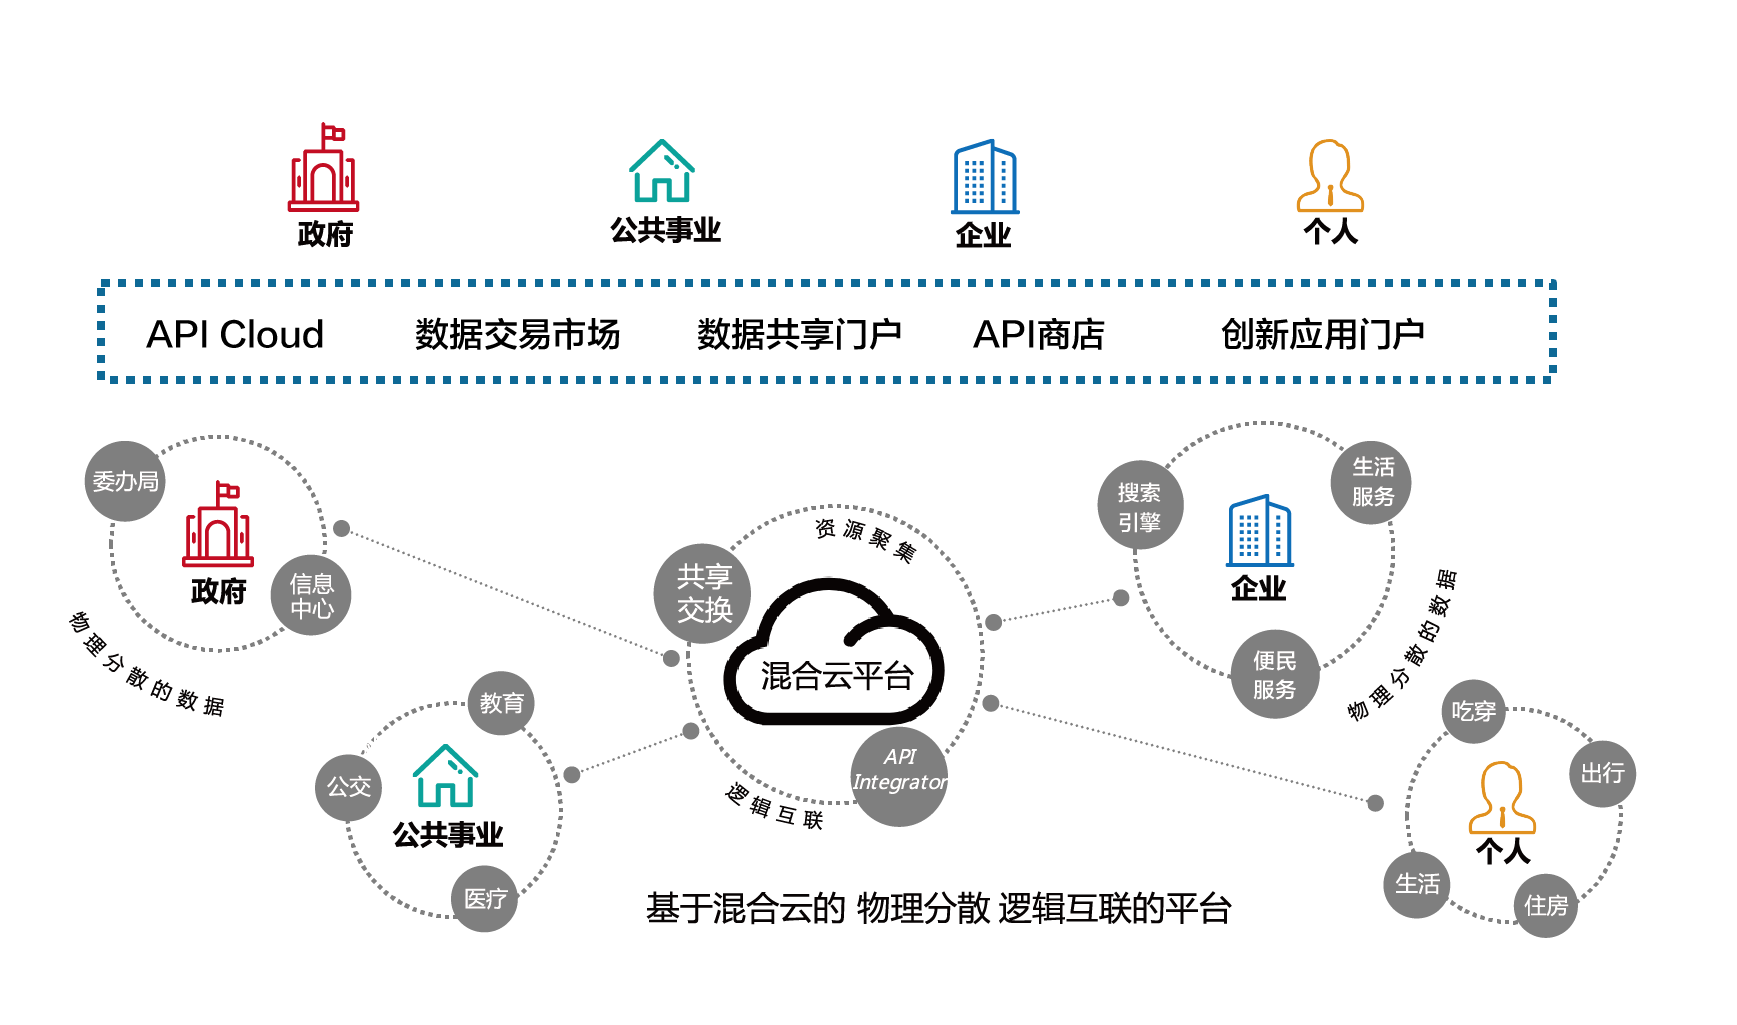 政府
公共事业
企业
个人
API Cloud
数据交易市场
数据共享门户
API商店
创新应用门户
委办局
政府
信息
中心
物理分散的数据
教育
公交
公共事业
医疗
资源聚集
共享
交换
混合云平台
API
Integrator
逻辑互联
搜索
引擎
生活
服务
企业
便民
服务
物理分散的数据
吃穿
出行
个人
生活
住房
基于混合云的 物理分散 逻辑互联的平台